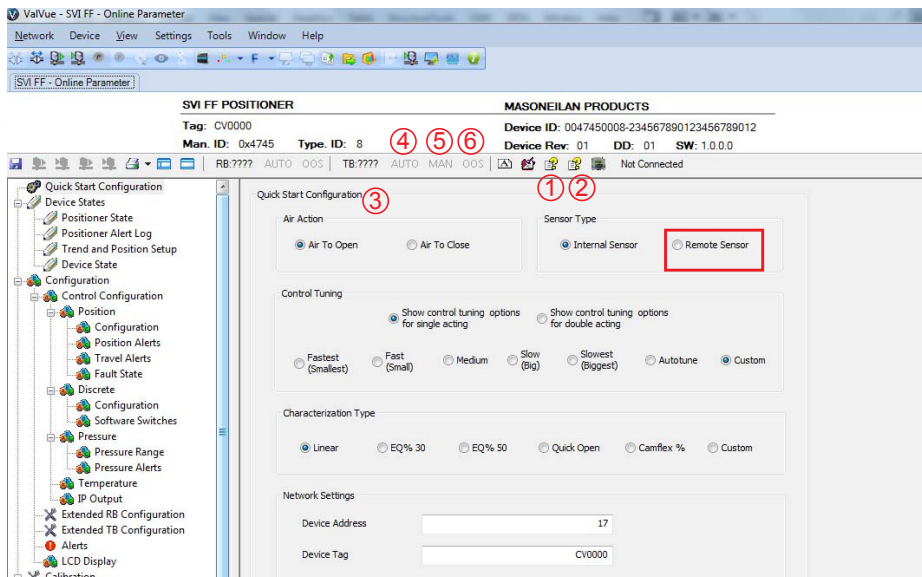 ValVue - SVI FF - Online Parameter
Network Device View Settings Tools Window Help
F
SVI FF - Online Parameter
SVI FF POSITIONER MASONEILAN PRODUCTS
Tag: CV0000 Device ID: 0047450008-234567890123456789012
Man. ID: 0x4745 Type. ID: 8 Device Rev: 01 DD: 01 SW: 1.0.0.0
④ ⑤ ⑥
RB:???? AUTO OOS TB:???? AUTO MAN OOS Not Connected
① ②
Quick Start Configuration
Device States
Positioner State
Positioner Alert Log
Trend and Position Setup
Device State
Configuration
Control Configuration
Position
Configuration
Position Alerts
Travel Alerts
Fault State
Discrete
Configuration
Software Switches
Pressure
Pressure Range
Pressure Alerts
Temperature
IP Output
Extended RB Configuration
Extended TB Configuration
Alerts
LCD Display
Calibration
Quick Start Configuration ③
Air Action
Air To Open Air To Close
Sensor Type
Internal Sensor Remote Sensor
Control Tuning
Show control tuning options for single acting
Show control tuning options for double acting
Fastest (Smallest) Fast (Small) Medium Slow (Big) Slowest (Biggest) Autotune Custom
Characterization Type
Linear EQ% 30 EQ% 50 Quick Open Camflex % Custom
Network Settings
Device Address 17
Device Tag CV0000